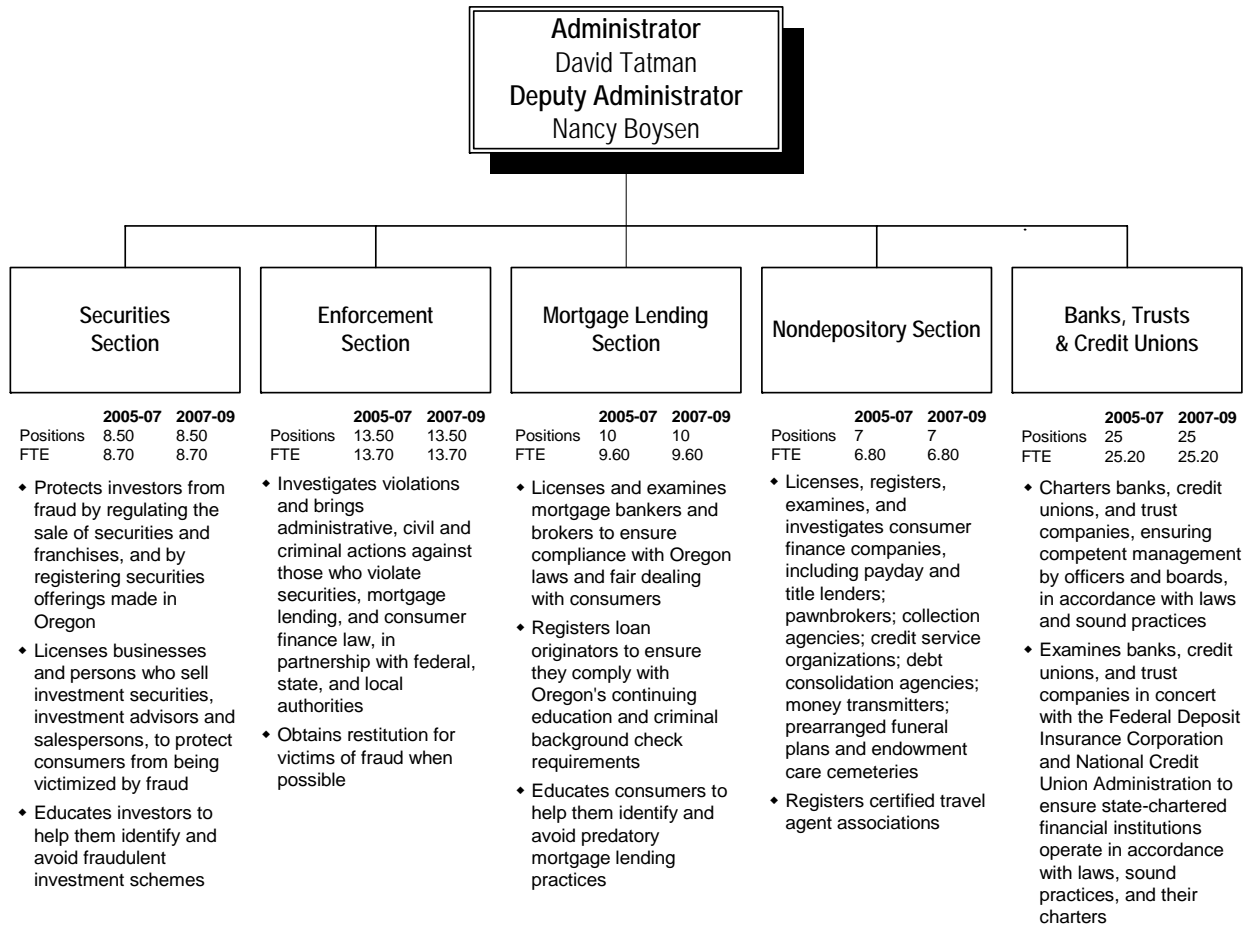 Administrator
David Tatman
Deputy Administrator
Nancy Boysen
Securities
Section
2005-07 2007-09
Positions 8.50 8.50
FTE 8.70 8.70
◆ Protects investors from
fraud by regulating the
sale of securities and
franchises, and by
registering securities
offerings made in
Oregon
◆ Licenses businesses
and persons who sell
investment securities,
investment advisors and
salespersons, to protect
consumers from being
victimized by fraud
◆ Educates investors to
help them identify and
avoid fraudulent
investment schemes
Enforcement
Section
2005-07 2007-09
Positions 13.50 13.50
FTE 13.70 13.70
◆ Investigates violations
and brings
administrative, civil and
criminal actions against
those who violate
securities, mortgage
lending, and consumer
finance law, in
partnership with federal,
state, and local
authorities
◆ Obtains restitution for
victims of fraud when
possible
Mortgage Lending
Section
2005-07 2007-09
Positions 10 10
FTE 9.60 9.60
◆ Licenses and examines
mortgage bankers and
brokers to ensure
compliance with Oregon
laws and fair dealing
with consumers
◆ Registers loan
originators to ensure
they comply with
Oregon's continuing
education and criminal
background check
requirements
◆ Educates consumers to
help them identify and
avoid predatory
mortgage lending
practices
Nondepository Section
2005-07 2007-09
Positions 7 7
FTE 6.80 6.80
◆ Licenses, registers,
examines, and
investigates consumer
finance companies,
including payday and
title lenders;
pawnbrokers; collection
agencies; credit service
organizations; debt
consolidation agencies;
money transmitters;
prearranged funeral
plans and endowment
care cemeteries
◆ Registers certified travel
agent associations
Banks, Trusts
& Credit Unions
2005-07 2007-09
Positions 25 25
FTE 25.20 25.20
◆ Charters banks, credit
unions, and trust
companies, ensuring
competent management
by officers and boards,
in accordance with laws
and sound practices
◆ Examines banks, credit
unions, and trust
companies in concert
with the Federal Deposit
Insurance Corporation
and National Credit
Union Administration to
ensure state-chartered
financial institutions
operate in accordance
with laws, sound
practices, and their
charters